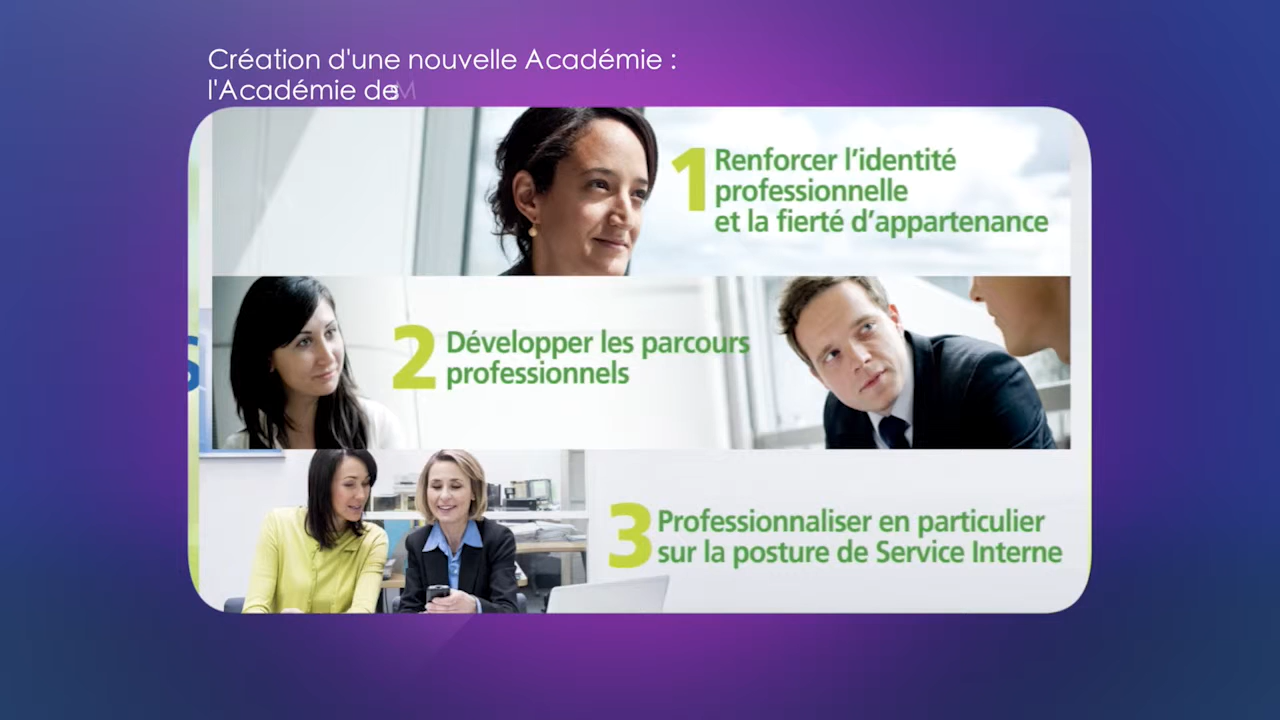 Création d'une nouvelle Académie :
l'Académie des M
1 Renforcer l'identité
professionnelle
et la fierté d'appartenance
2 Développer les parcours
professionnels
3 Professionnaliser en particulier
sur la posture de Service Interne